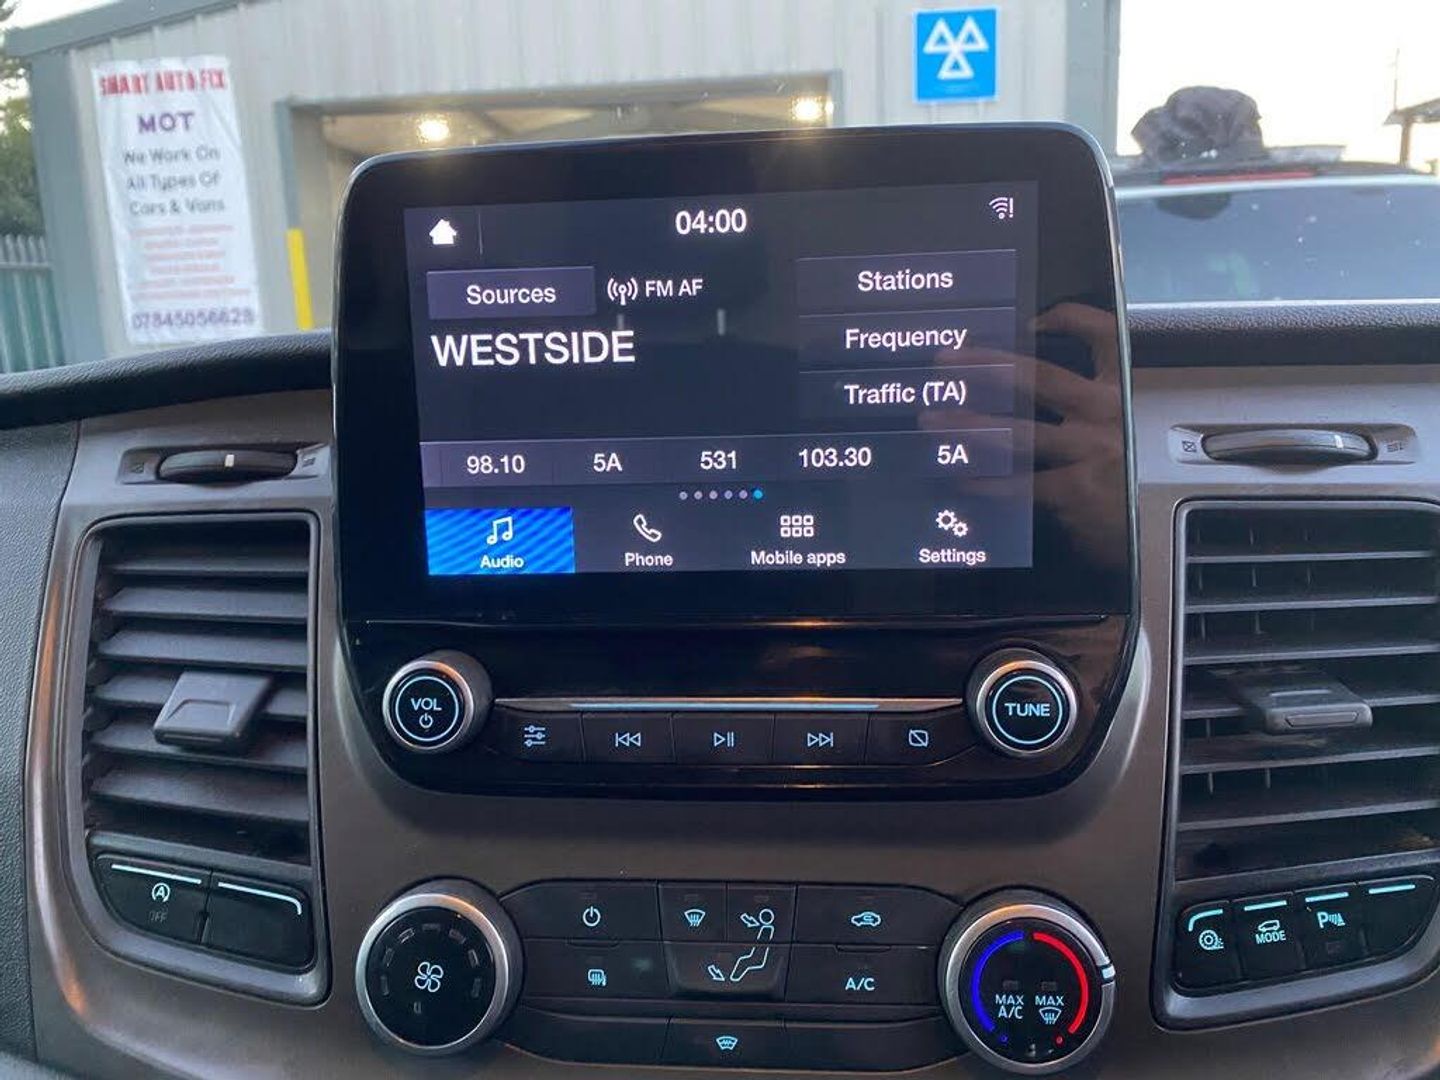 SMART AUTO FIX
MOT
We Work On
All Types Of
Cars & Vans
07845056628
04:00
Sources
FM AF
Stations
WESTSIDE
Frequency
Traffic (TA)
98.10 5A 531 103.30 5A
Audio Phone Mobile apps Settings
VOL
TUNE
A
OFF
A/C
MAX A/C
MAX
MODE
P